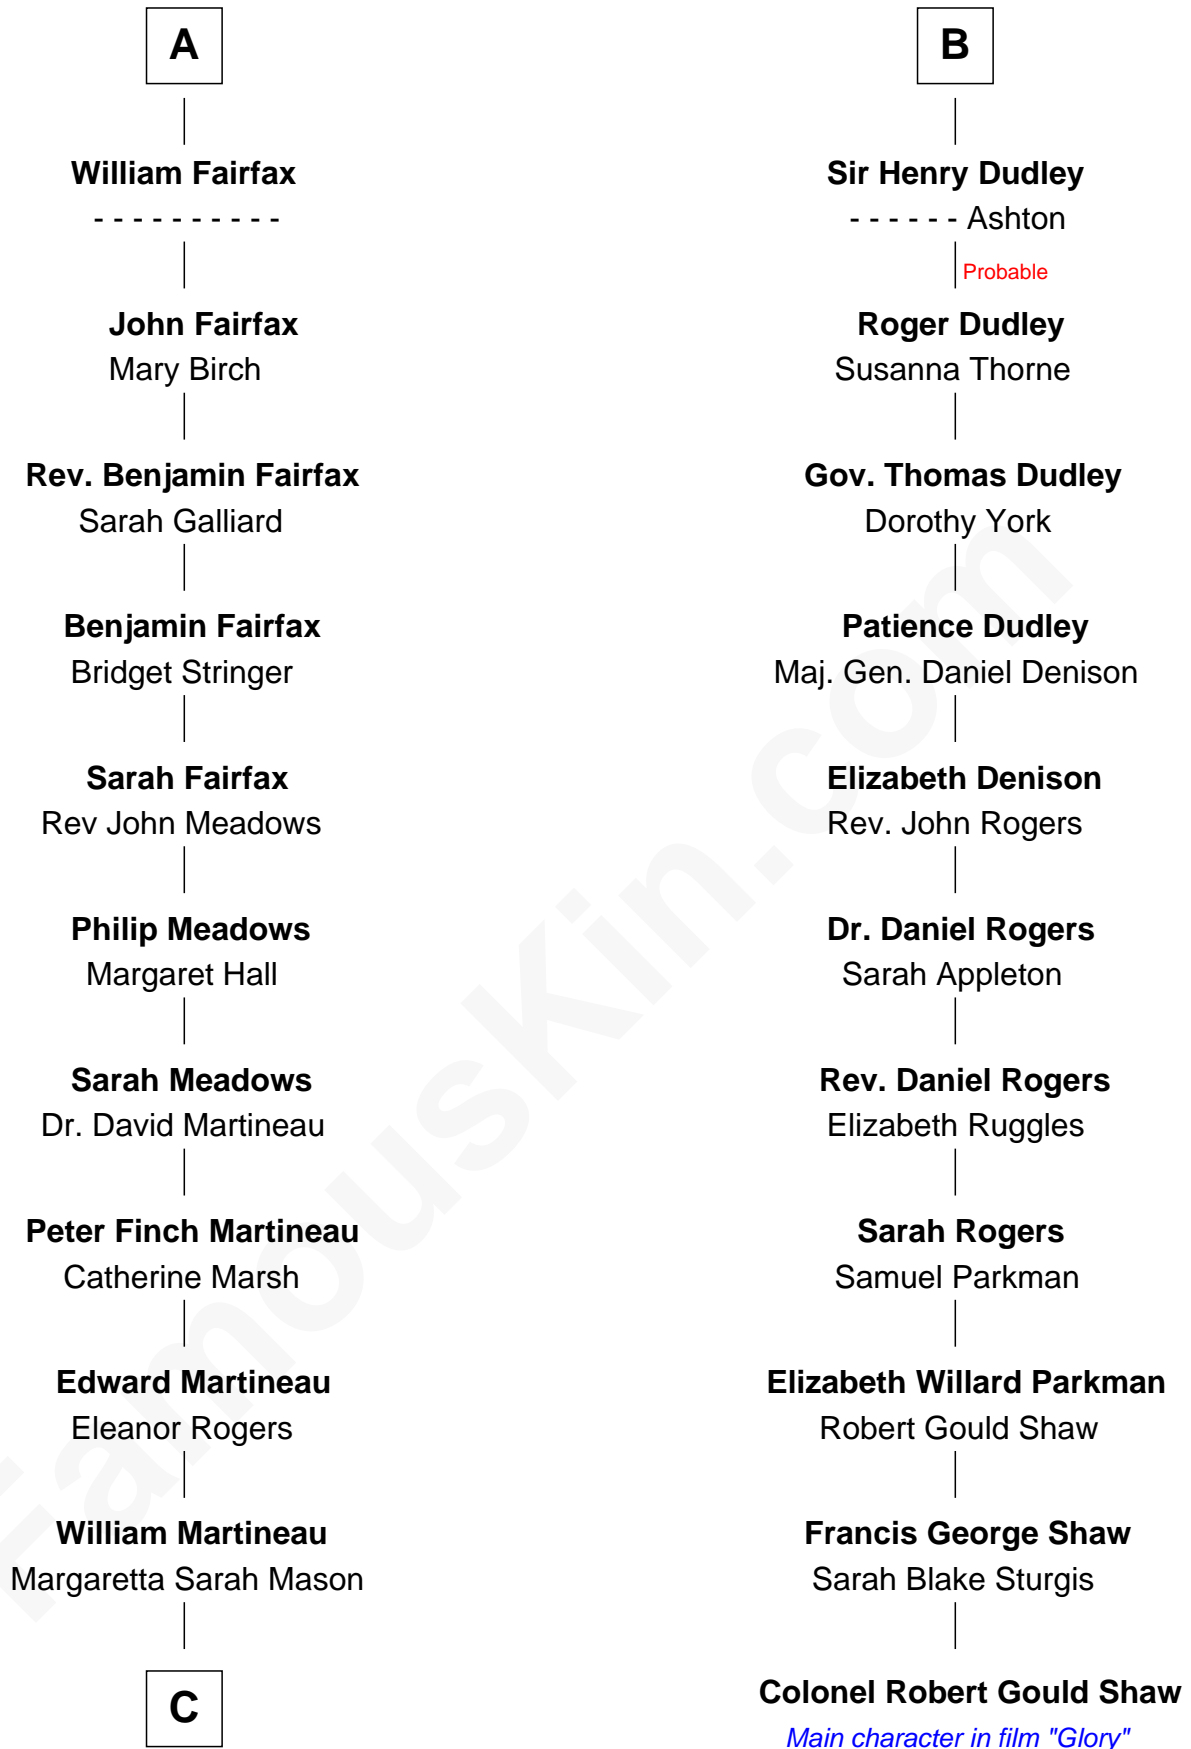 A
William Fairfax
- - - - - - - - - -
John Fairfax
Mary Birch
Rev. Benjamin Fairfax
Sarah Galliard
Benjamin Fairfax
Bridget Stringer
Sarah Fairfax
Rev John Meadows
Philip Meadows
Margaret Hall
Sarah Meadows
Dr. David Martineau
Peter Finch Martineau
Catherine Marsh
Edward Martineau
Eleanor Rogers
William Martineau
Margaretta Sarah Mason
C
B
Sir Henry Dudley
- - - - - - Ashton
Probable
Roger Dudley
Susanna Thorne
Gov. Thomas Dudley
Dorothy York
Patience Dudley
Maj. Gen. Daniel Denison
Elizabeth Denison
Rev. John Rogers
Dr. Daniel Rogers
Sarah Appleton
Rev. Daniel Rogers
Elizabeth Ruggles
Sarah Rogers
Samuel Parkman
Elizabeth Willard Parkman
Robert Gould Shaw
Francis George Shaw
Sarah Blake Sturgis
Colonel Robert Gould Shaw
Main character in film "Glory"
FamousKin.com